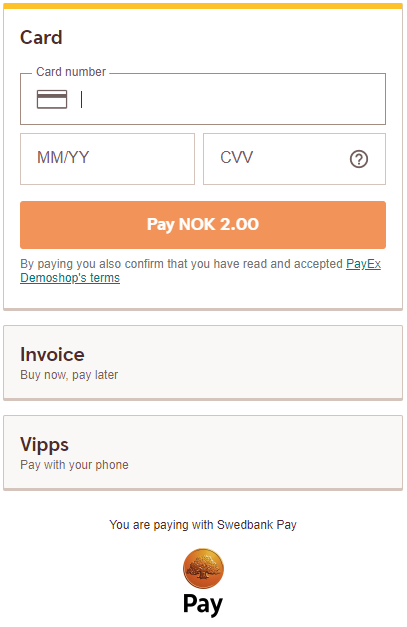 Card
Card number
MM/YY
CVV
?
Pay NOK 2.00
By paying you also confirm that you have read and accepted PayEx
Demoshop's terms
Invoice
Buy now, pay later
Vipps
Pay with your phone
You are paying with Swedbank Pay
Pay